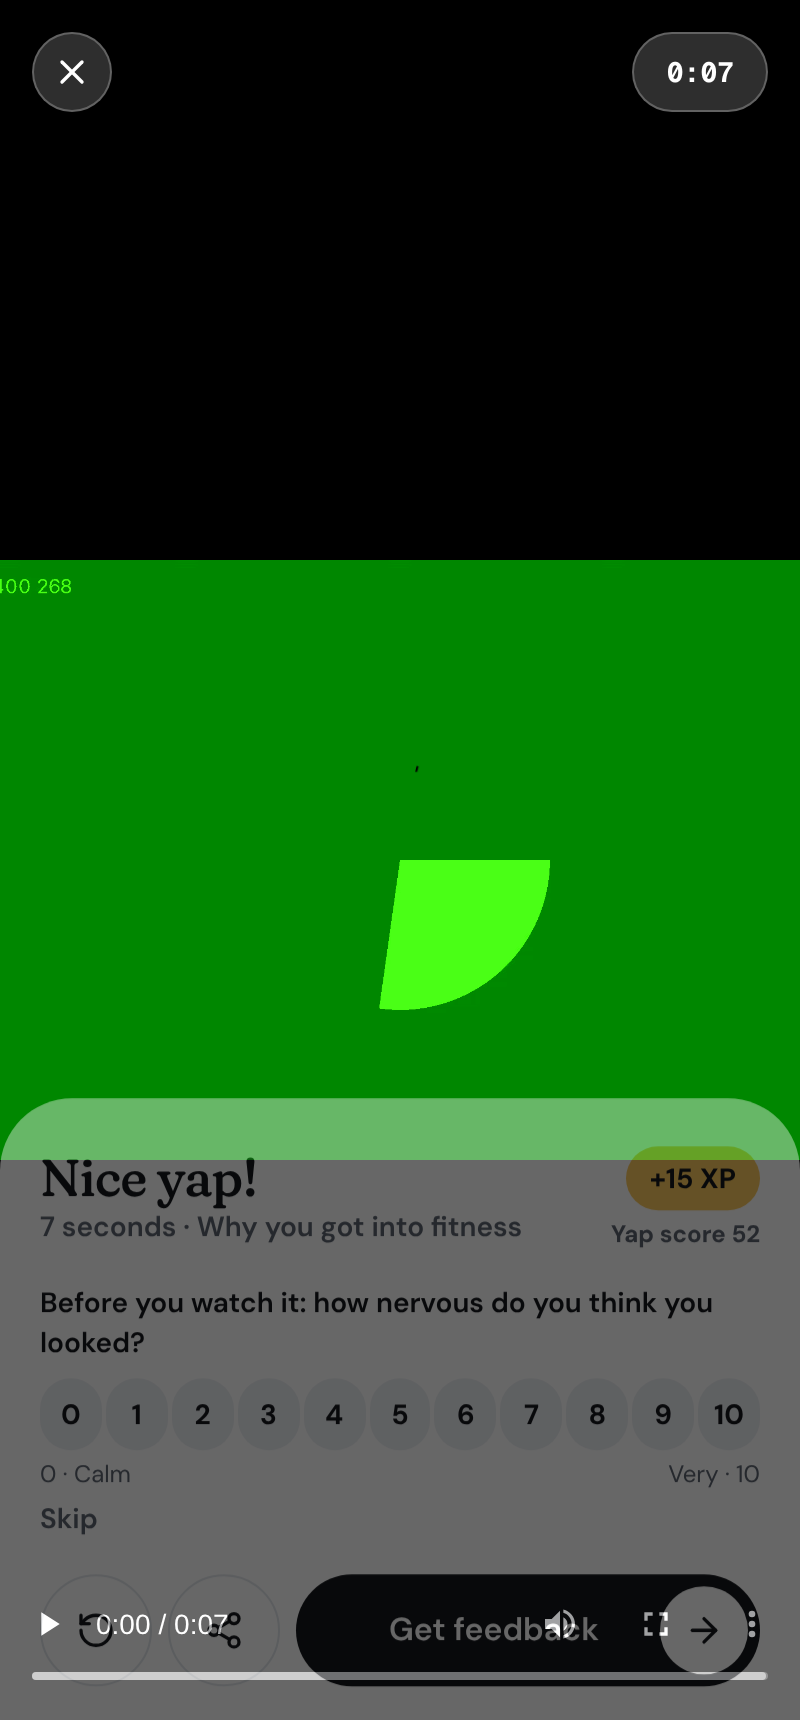 0:07
400 268
Nice yap!
+15 XP
7 seconds · Why you got into fitness
Yap score 52
Before you watch it: how nervous do you think you
looked?
0 1 2 3 4 5 6 7 8 9 10
0 · Calm
Very · 10
Skip
0:00 / 0:07
Get feedback